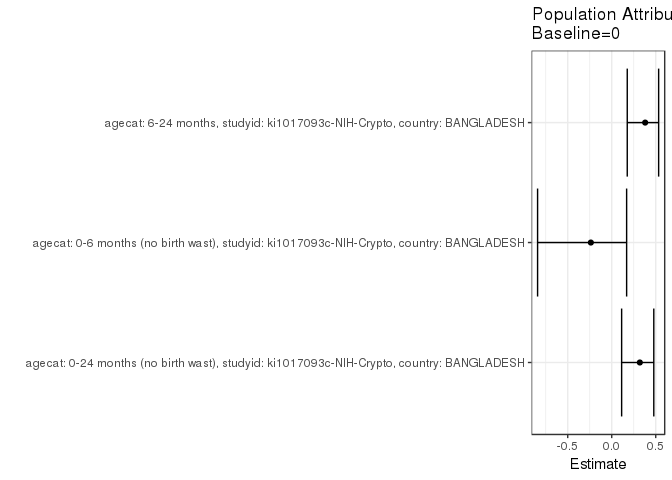 Population Attribu
Baseline=0
agecat: 6-24 months, studyid: ki1017093c-NIH-Crypto, country: BANGLADESH
agecat: 0-6 months (no birth wast), studyid: ki1017093c-NIH-Crypto, country: BANGLADESH
agecat: 0-24 months (no birth wast), studyid: ki1017093c-NIH-Crypto, country: BANGLADESH
-0.5 0.0 0.5
Estimate